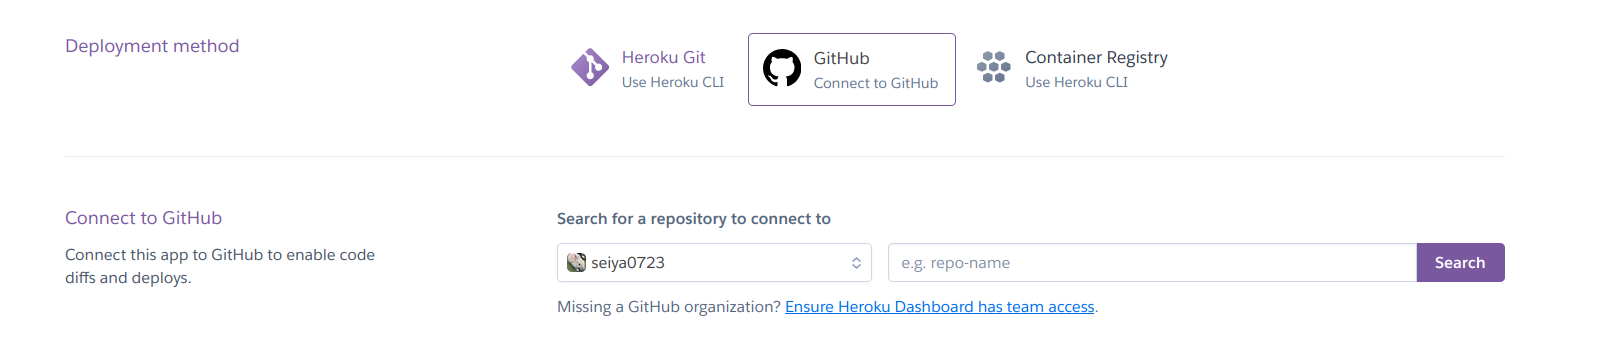 Deployment method
Heroku Git
Use Heroku CLI
GitHub
Connect to GitHub
Container Registry
Use Heroku CLI
Connect to GitHub
Connect this app to GitHub to enable code
diffs and deploys.
Search for a repository to connect to
seiya0723
e.g. repo-name
Search
Missing a GitHub organization? Ensure Heroku Dashboard has team access.